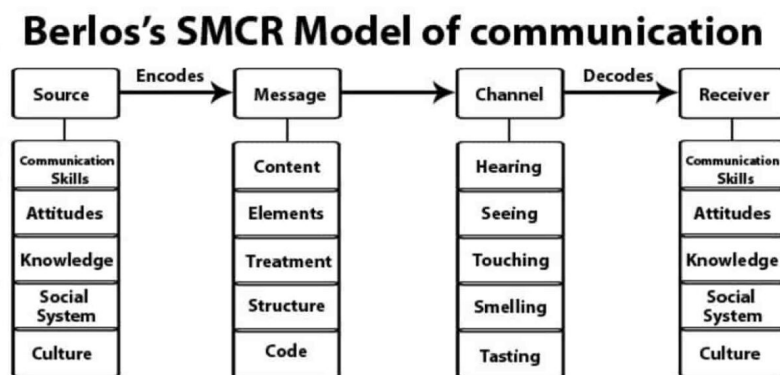 Berlos's SMCR Model of communication
Source
Encodes
Message
Channel
Decodes
Receiver
Communication
Skills
Attitudes
Knowledge
Social
System
Culture
Content
Elements
Treatment
Structure
Code
Hearing
Seeing
Touching
Smelling
Tasting
Communication
Skills
Attitudes
Knowledge
Social
System
Culture